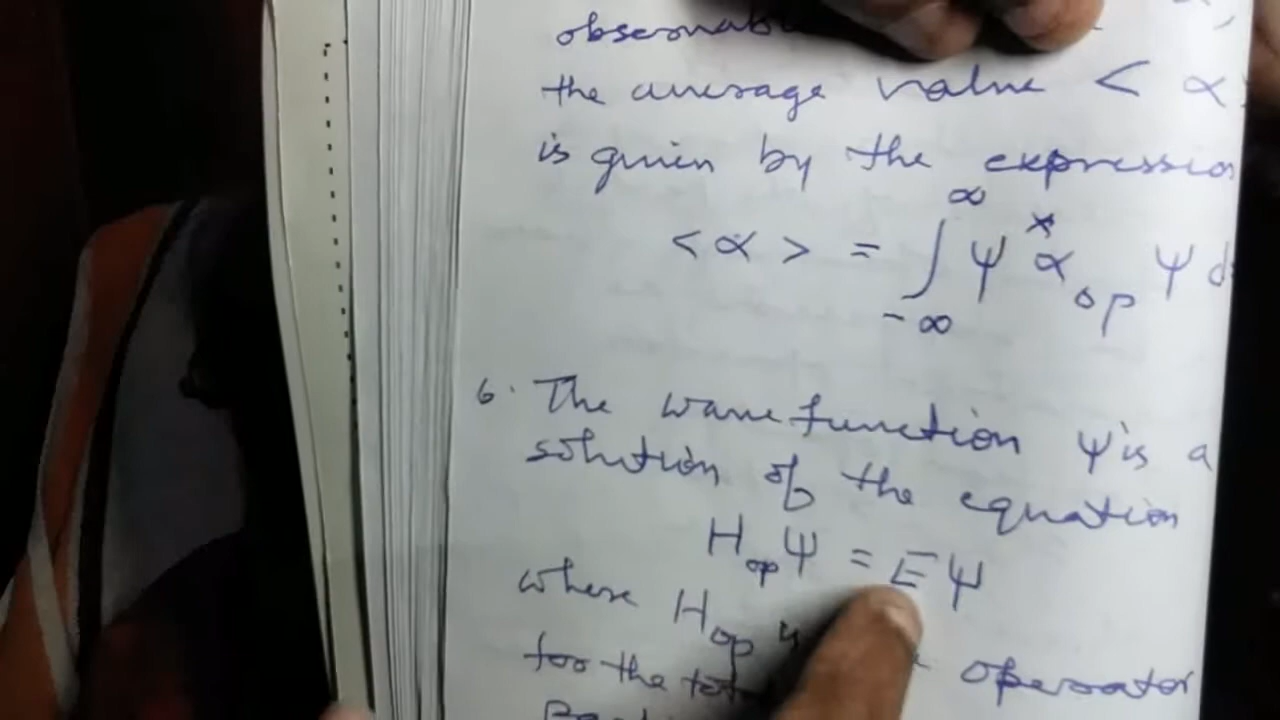 the average value < α
is given by the expression
<α> = ∫_{-∞}^{∞} ψ* α_op ψ d
6. The wave function ψ is a
solution of the equation
H_op ψ = E ψ
where H_op operator
for the